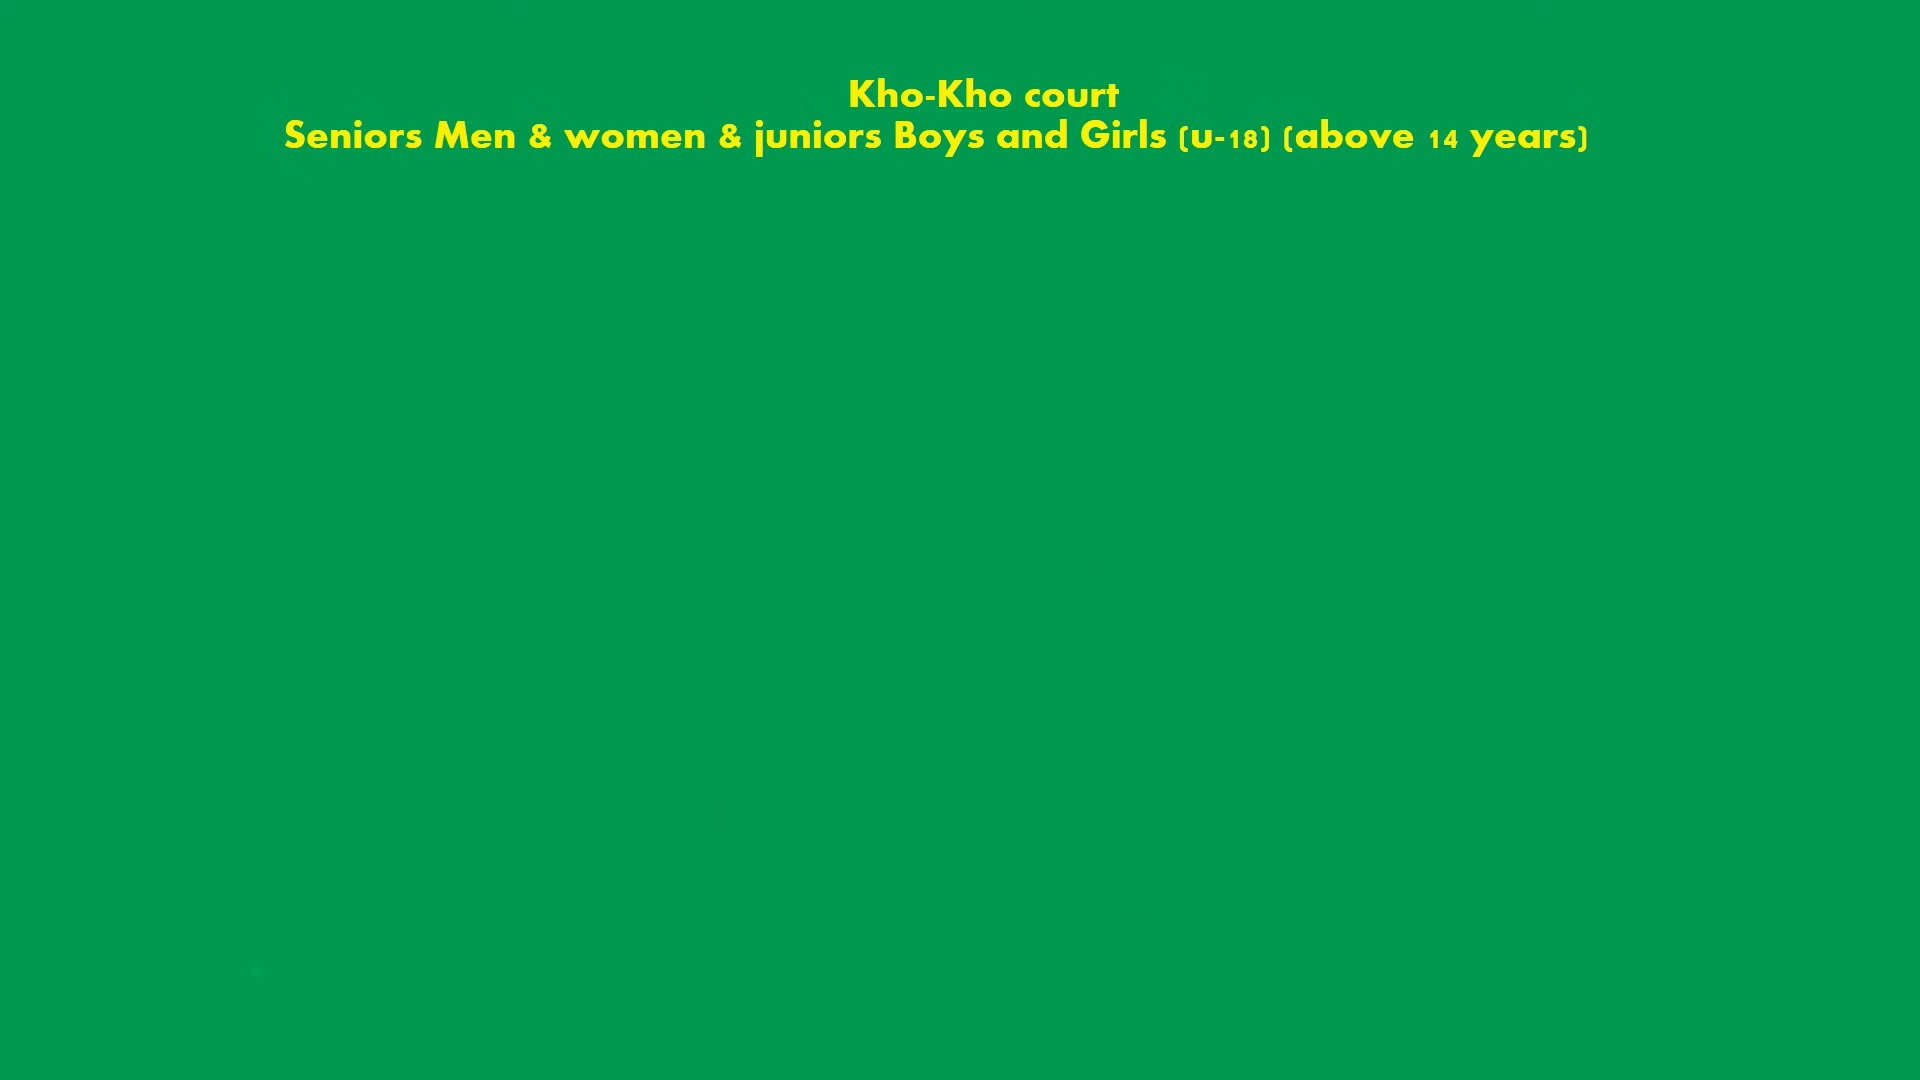 Kho-Kho court
Seniors Men & women & juniors Boys and Girls (u-18) (above 14 years)